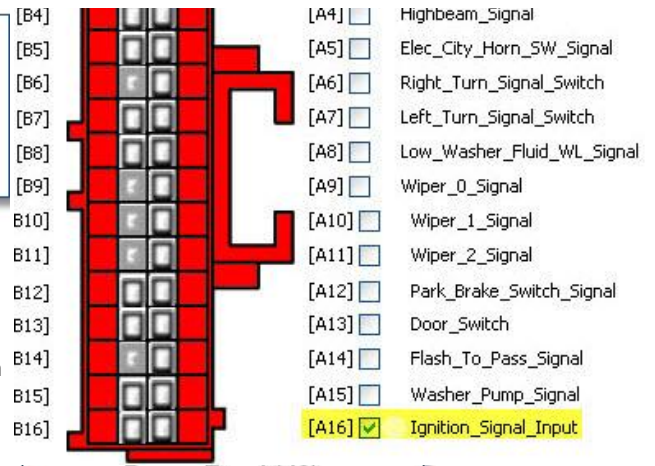 [B4] [A4] Highbeam_Signal
[B5] [A5] Elec_City_Horn_SW_Signal
[B6] [A6] Right_Turn_Signal_Switch
[B7] [A7] Left_Turn_Signal_Switch
[B8] [A8] Low_Washer_Fluid_WL_Signal
[B9] [A9] Wiper_0_Signal
B10] [A10] Wiper_1_Signal
B11] [A11] Wiper_2_Signal
B12] [A12] Park_Brake_Switch_Signal
B13] [A13] Door_Switch
B14] [A14] Flash_To_Pass_Signal
B15] [A15] Washer_Pump_Signal
B16] [A16] Ignition_Signal_Input